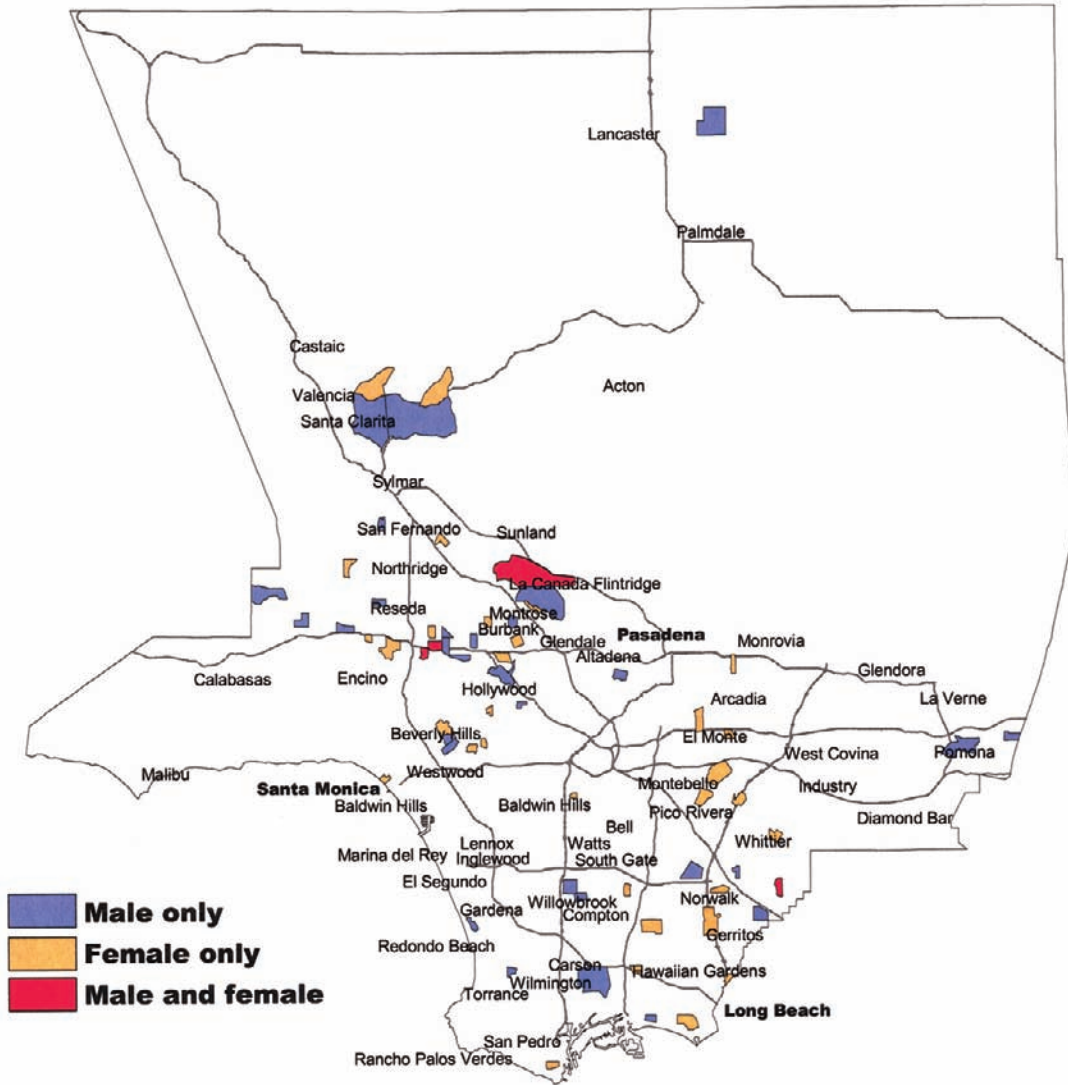 Lancaster
Palmdale
Castaic
Acton
Valencia
Santa Clarita
Sylmar
San Fernando
Sunland
Northridge
La Canada Flintridge
Reseda
Montrose
Burbank
Glendale
Pasadena
Monrovia
Altadena
Glendora
Calabasas
Encino
Hollywood
Arcadia
La Verne
Beverly Hills
El Monte
West Covina
Pomona
Malibu
Westwood
Santa Monica
Montebello
Industry
Baldwin Hills
Baldwin Hills
Pico Rivera
Diamond Bar
Bell
Whittier
Marina del Rey
Lennox
Watts
Inglewood
South Gate
El Segundo
Willowbrook
Norwalk
Gardena
Compton
Gerritos
Redondo Beach
Carson
Hawaiian Gardens
Wilmington
Torrance
Long Beach
San Pedro
Rancho Palos Verdes
Male only
Female only
Male and female